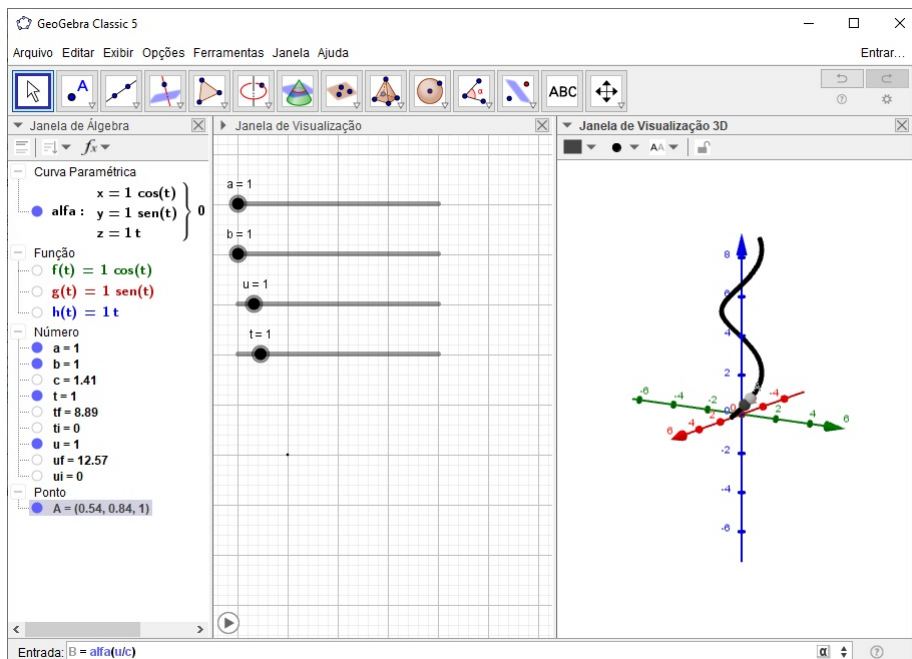 GeoGebra Classic 5
Arquivo Editar Exibir Opções Ferramentas Janela Ajuda
Entrar...
ABC
Janela de Álgebra
Janela de Visualização
Janela de Visualização 3D
fx
AA
Curva Paramétrica
x = 1 cos(t)
alfa : y = 1 sen(t) } 0
z = 1 t
Função
f(t) = 1 cos(t)
g(t) = 1 sen(t)
h(t) = 1 t
Número
a = 1
b = 1
c = 1.41
t = 1
tf = 8.89
ti = 0
u = 1
uf = 12.57
ui = 0
Ponto
A = (0.54, 0.84, 1)
a = 1
b = 1
u = 1
t = 1
8
6
4
2
0
-2
-4
-6
-6 -4 -2 0 2 4 6
6 4 2 -4
Entrada: B = alfa(u/c)
α